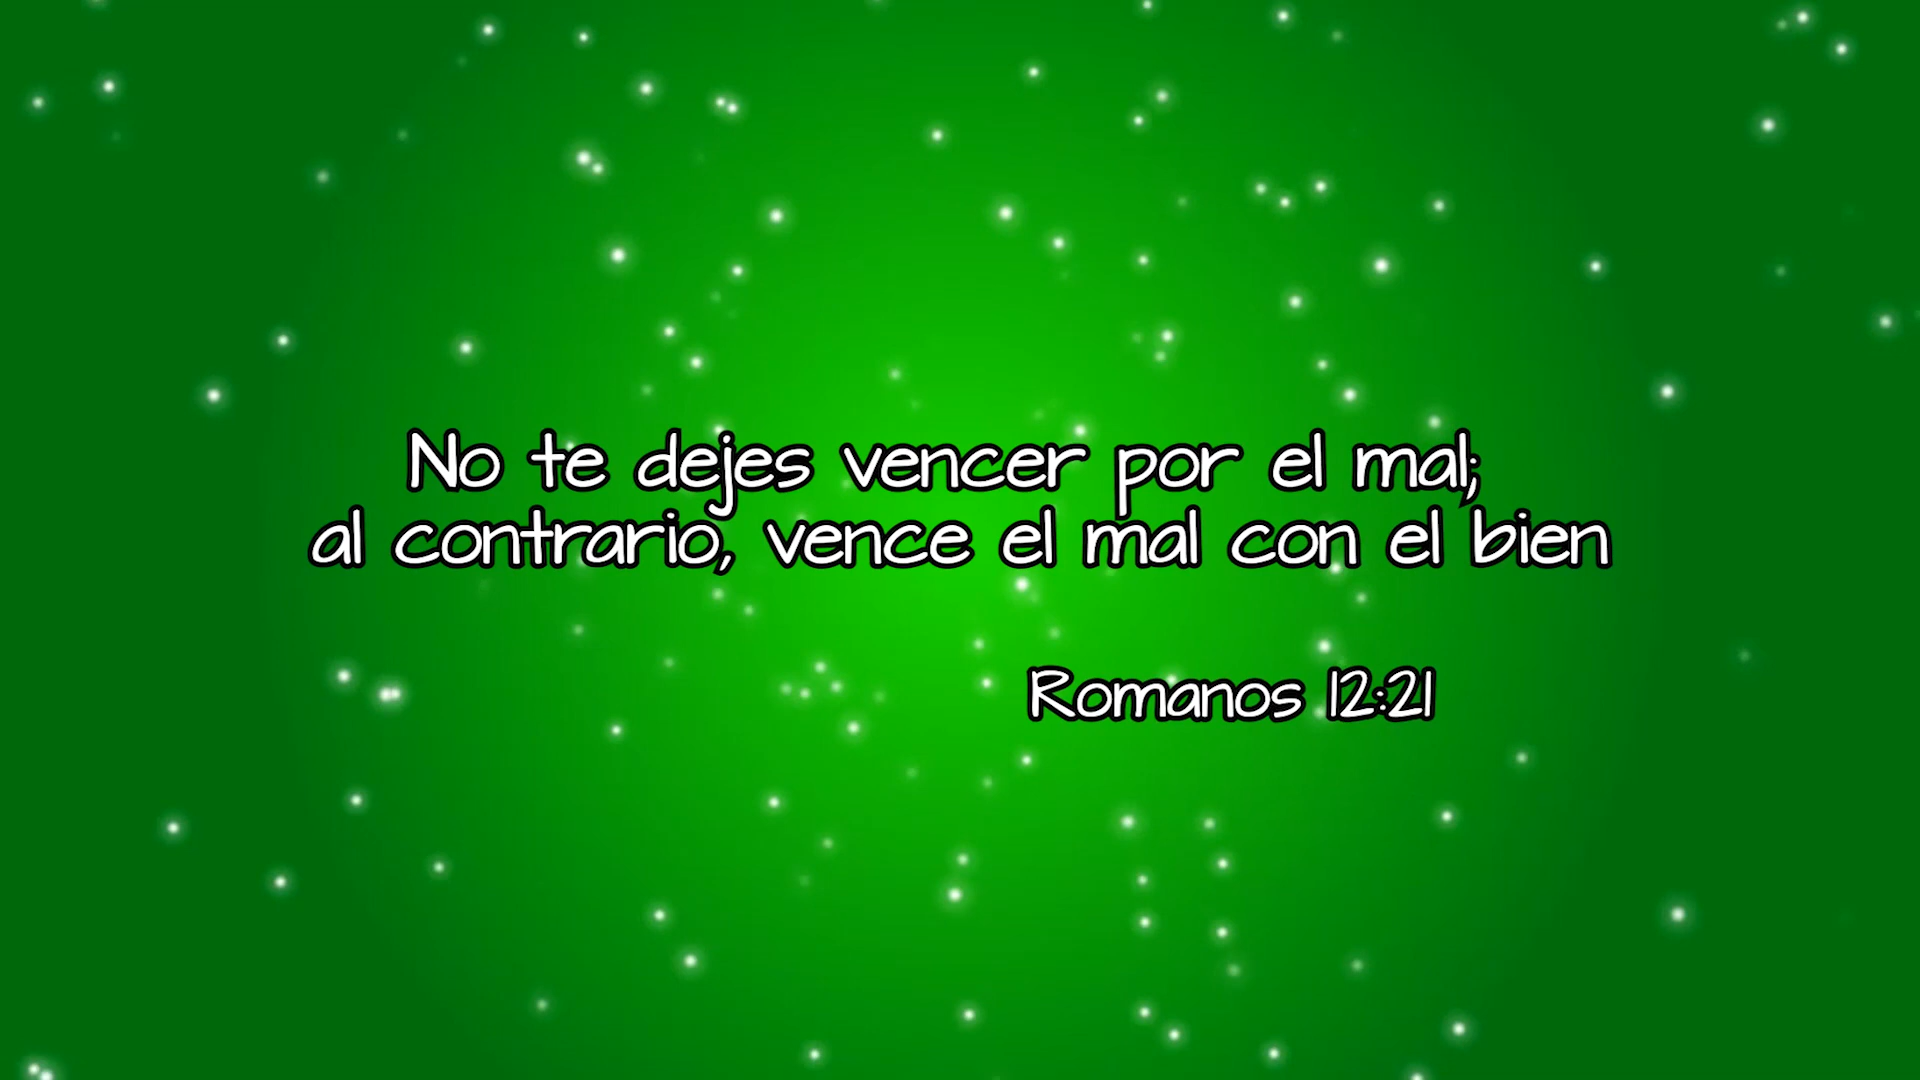 No te dejes vencer por el mal;
al contrario, vence el mal con el bien
Romanos 12:21